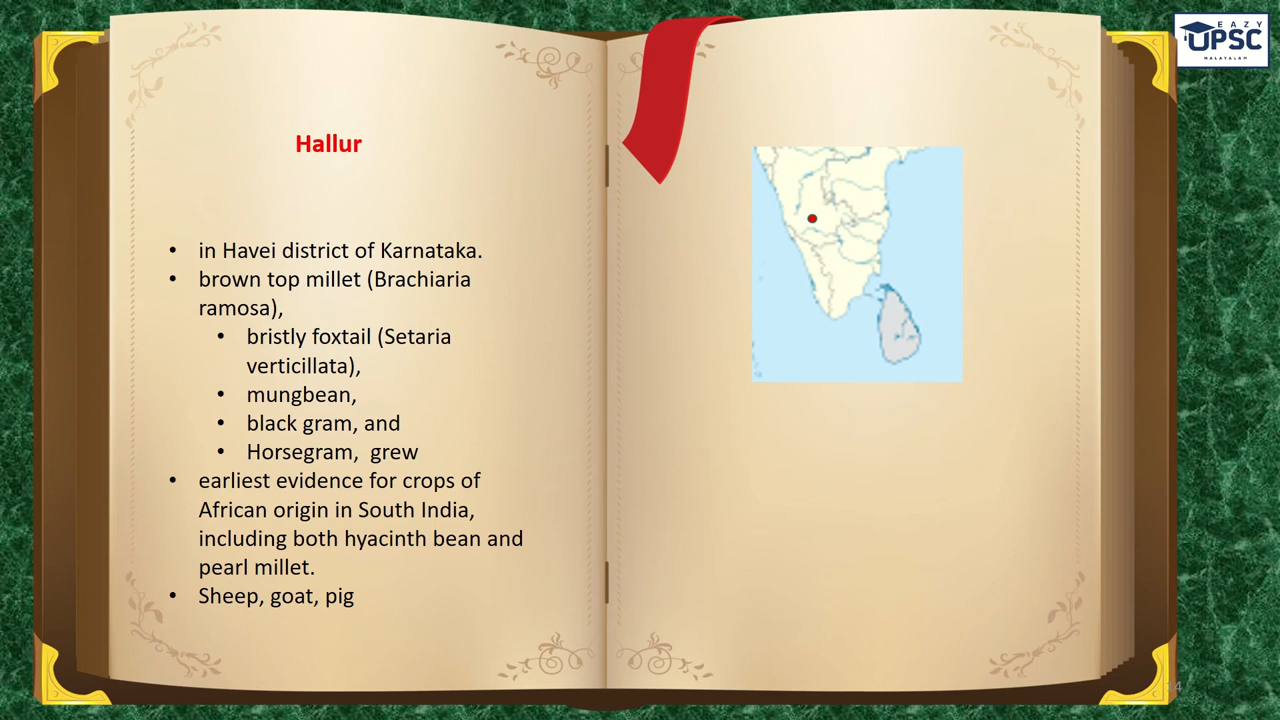 EAZY
UPSC
MALAYALAM
Hallur
• in Havei district of Karnataka.
• brown top millet (Brachiaria
ramosa),
• bristly foxtail (Setaria
verticillata),
• mungbean,
• black gram, and
• Horsegram, grew
• earliest evidence for crops of
African origin in South India,
including both hyacinth bean and
pearl millet.
• Sheep, goat, pig